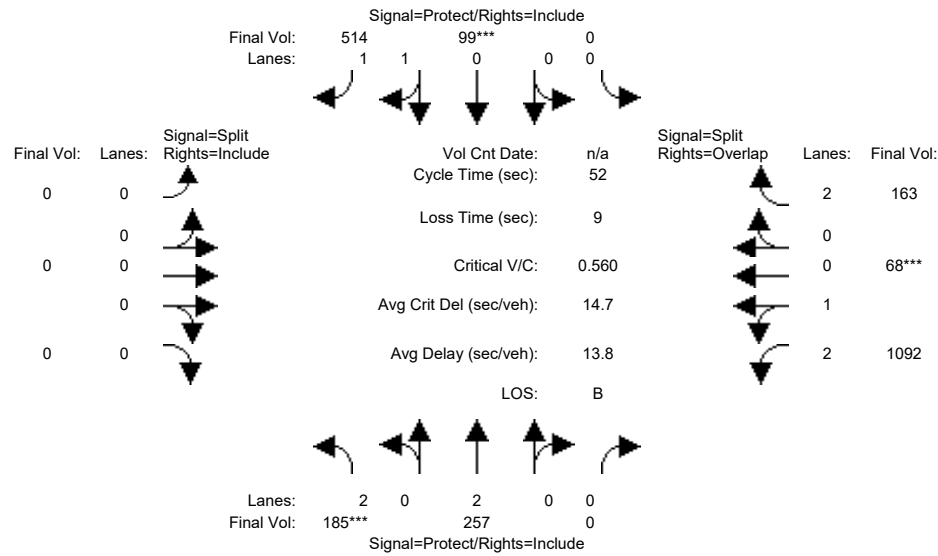 Signal=Protect/Rights=Include
Final Vol: 514 99*** 0
Lanes: 1 1 0 0 0
Signal=Split
Final Vol: Lanes: Rights=Include
Vol Cnt Date: n/a
Signal=Split
Rights=Overlap Lanes: Final Vol:
Cycle Time (sec): 52
0 0
2 163
Loss Time (sec): 9
0
0
0 0
Critical V/C: 0.560
0 68***
0
Avg Crit Del (sec/veh): 14.7
1
0 0
Avg Delay (sec/veh): 13.8
2 1092
LOS: B
Lanes: 2 0 2 0 0
Final Vol: 185*** 257 0
Signal=Protect/Rights=Include